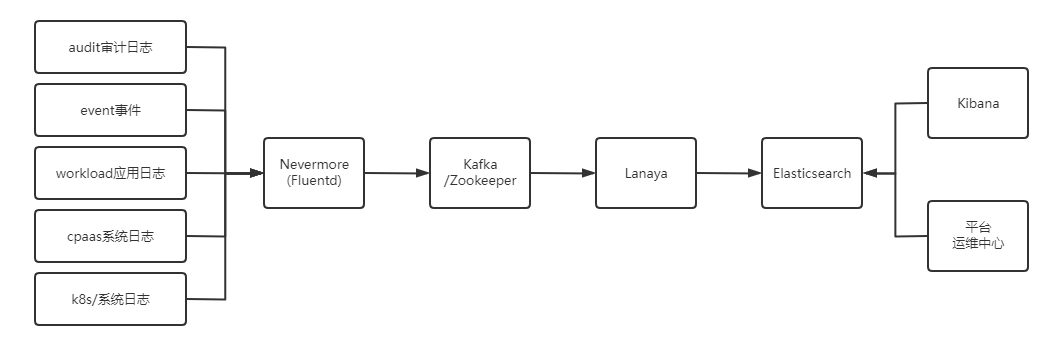 audit审计日志
event事件
workload应用日志
cpaas系统日志
k8s/系统日志
Nevermore
(Fluentd)
Kafka
/Zookeeper
Lanaya
Elasticsearch
Kibana
平台
运维中心